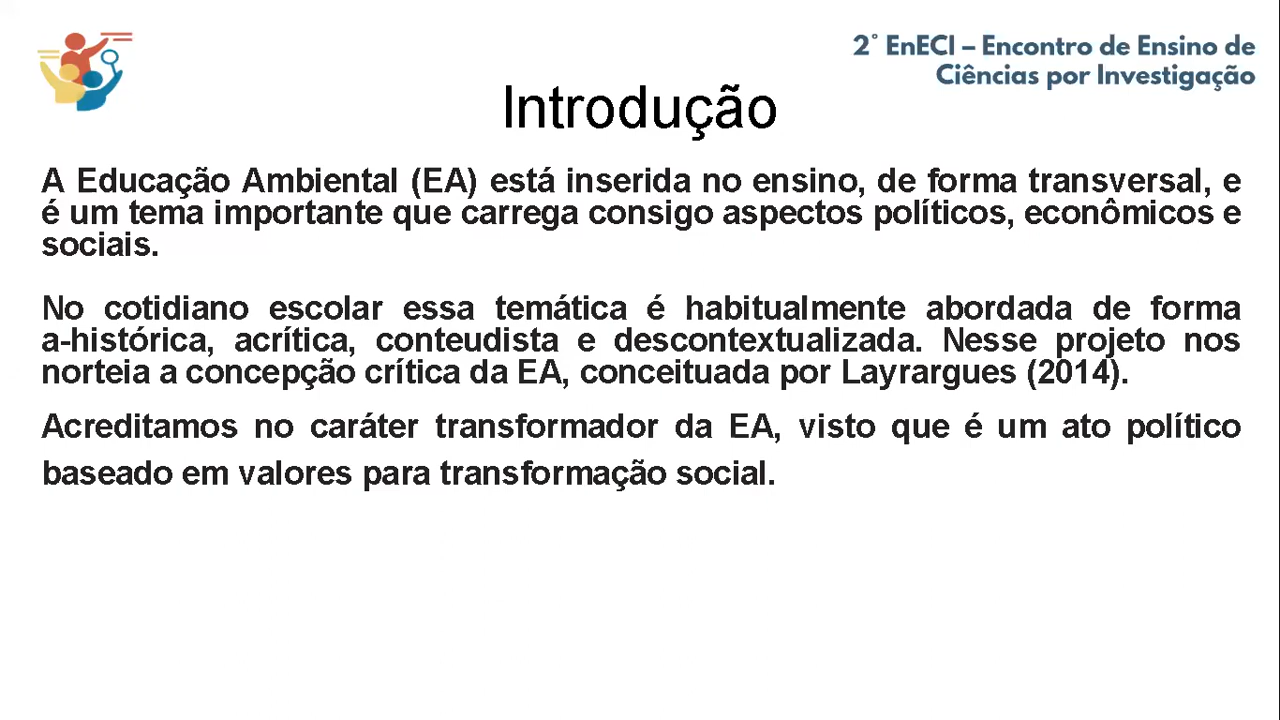 2° EnECI – Encontro de Ensino de
Ciências por Investigação
Introdução
A Educação Ambiental (EA) está inserida no ensino, de forma transversal, e
é um tema importante que carrega consigo aspectos políticos, econômicos e
sociais.
No cotidiano escolar essa temática é habitualmente abordada de forma
a-histórica, acrítica, conteudista e descontextualizada. Nesse projeto nos
norteia a concepção crítica da EA, conceituada por Layrargues (2014).
Acreditamos no caráter transformador da EA, visto que é um ato político
baseado em valores para transformação social.